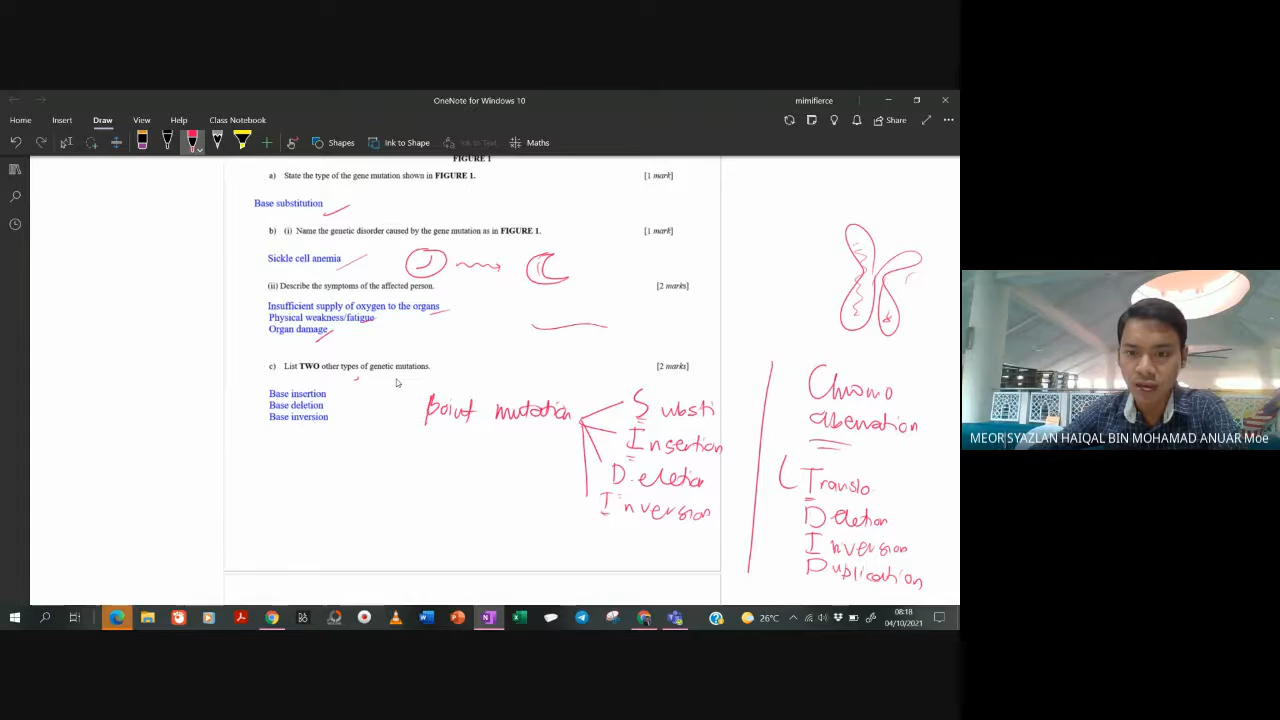 OneNote for Windows 10
mimifierce
Home Insert Draw View Help Class Notebook
Share
Shapes Ink to Shape Ink to Text Maths
FIGURE 1
a) State the type of the gene mutation shown in FIGURE 1. [1 mark]
Base substitution
b) (i) Name the genetic disorder caused by the gene mutation as in FIGURE 1. [1 mark]
Sickle cell anemia
(ii) Describe the symptoms of the affected person. [2 marks]
Insufficient supply of oxygen to the organs
Physical weakness/fatigue
Organ damage
c) List TWO other types of genetic mutations. [2 marks]
Base insertion
Base deletion
Base inversion
Point mutation
Substi
Insertion
Deletion
Inversion
Chromo
aberration
Translo
Deletion
Inversion
Duplication
MEOR SYAZLAN HAIQAL BIN MOHAMAD ANUAR Moe
26°C
08:18
04/10/2021